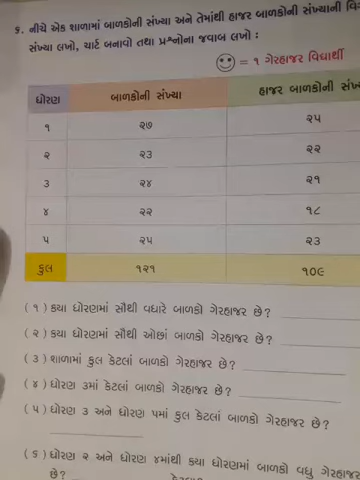 ૬. નીચે એક શાળામાં બાળકોની સંખ્યા અને તેમાંથી હાજર બાળકોની સંખ્યાની
સંખ્યા લખો, ચાર્ટ બનાવો તથા પ્રશ્નોના જવાબ લખો :
= ૧ ગેરહાજર વિદ્યાર્થી
ધોરણ બાળકોની સંખ્યા હાજર બાળકોની
૧ ૨૭ ૨૫
૨ ૨૩ ૨૨
૩ ૨૪ ૨૧
૪ ૨૨ ૧૮
૫ ૨૫ ૨૩
કુલ ૧૨૧ ૧૦૯
(૧) કયા ધોરણમાં સૌથી વધારે બાળકો ગેરહાજર છે?
(૨) કયા ધોરણમાં સૌથી ઓછાં બાળકો ગેરહાજર છે?
(૩) શાળામાં કુલ કેટલાં બાળકો ગેરહાજર છે?
(૪) ધોરણ ૩માં કેટલાં બાળકો ગેરહાજર છે?
(૫) ધોરણ ૩ અને ધોરણ ૫માં કુલ કેટલાં બાળકો ગેરહાજર છે?
(૬) ધોરણ ૨ અને ધોરણ ૪માંથી કયા ધોરણમાં બાળકો વધુ ગેરહાજર
છે?